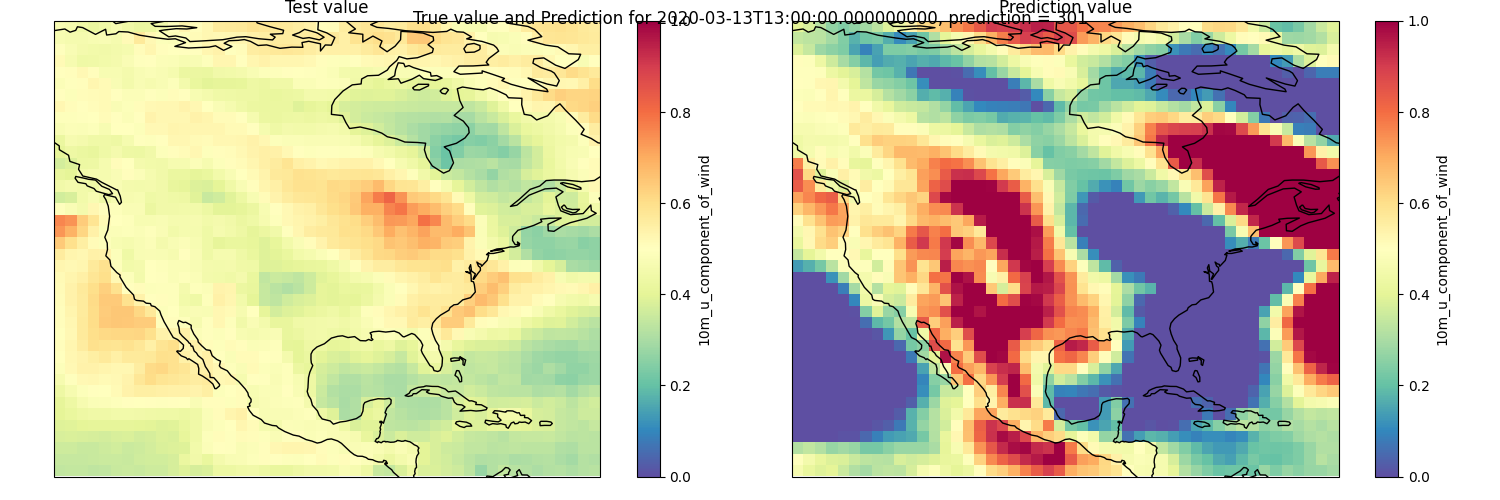 Test value
True value and Prediction for 2020-03-13T13:00:00.000000000, prediction = 301
Prediction value
1.0
0.8
0.6
0.4
0.2
0.0
10m_u_component_of_wind
1.0
0.8
0.6
0.4
0.2
0.0
10m_u_component_of_wind